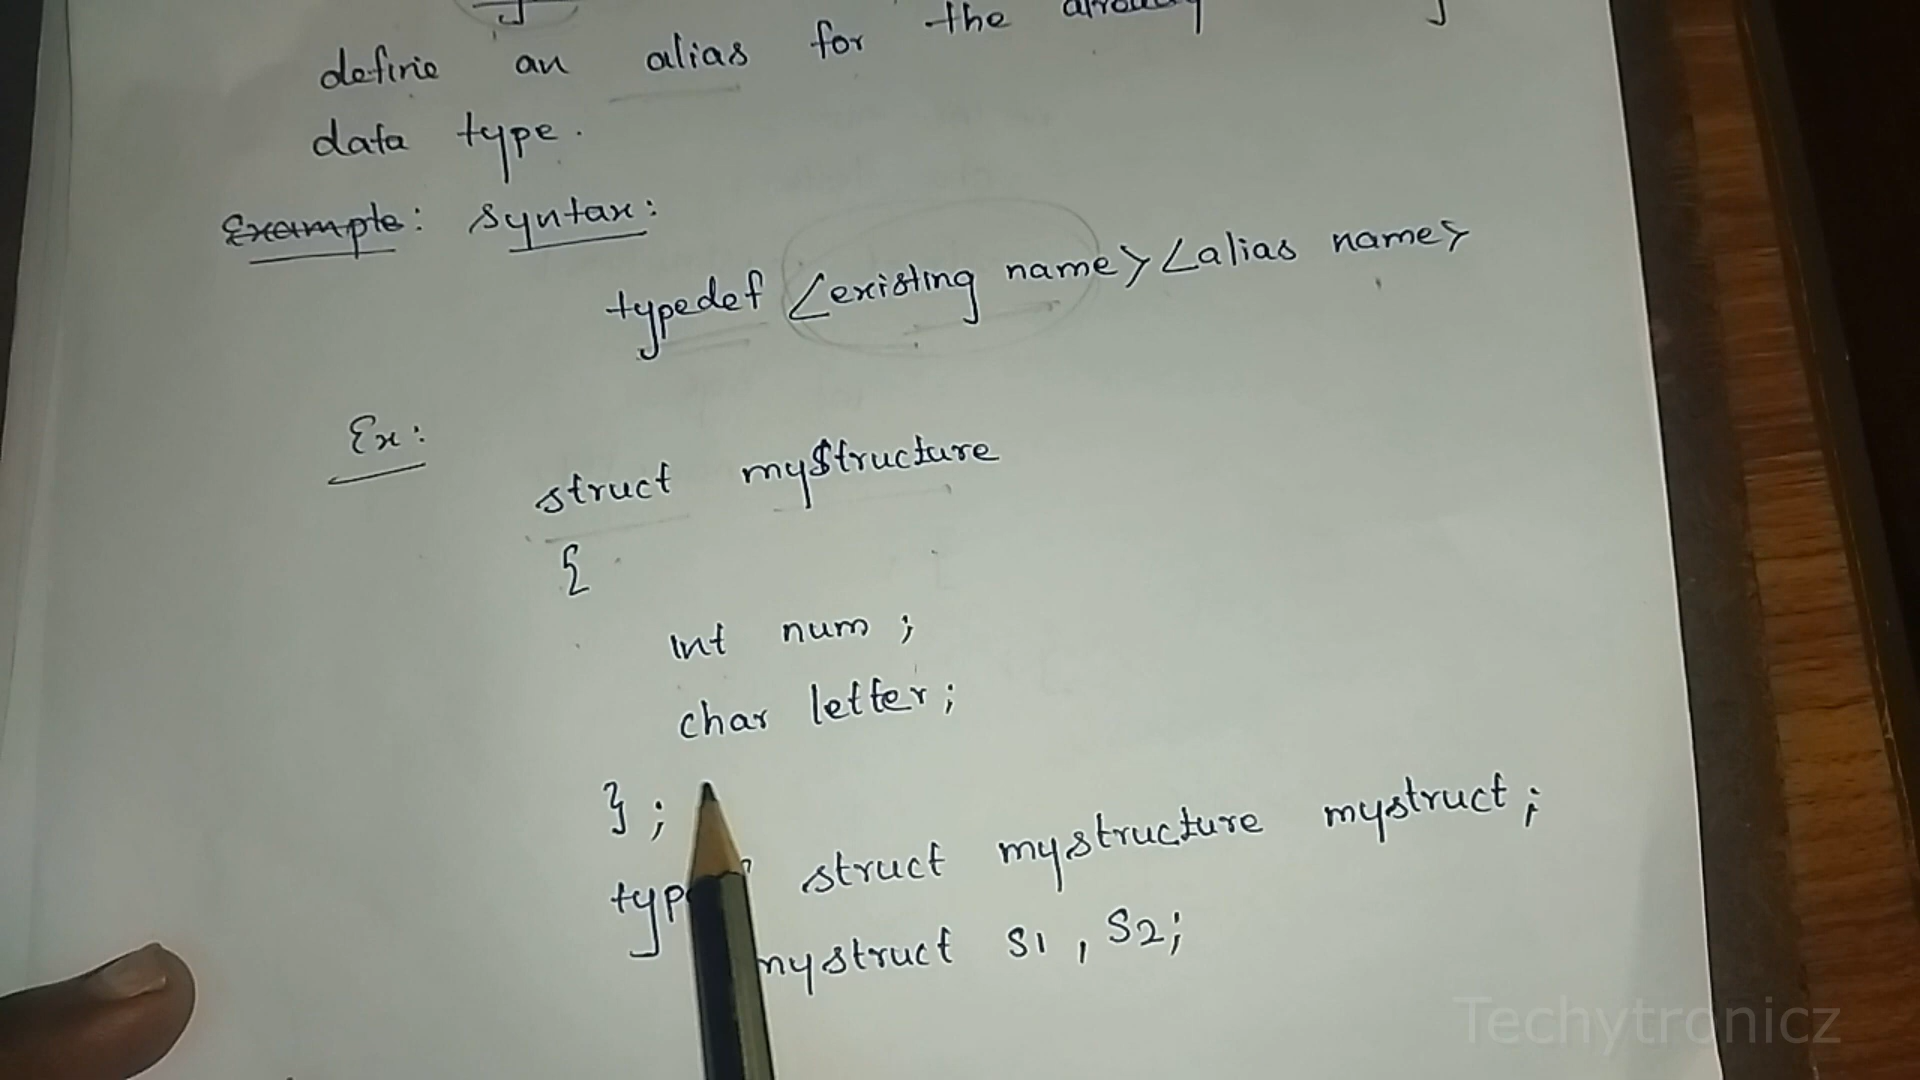 define an alias for the already
data type.
Example: Syntax:
typedef <existing name> <alias name>
Ex:
struct mystructure
{
int num ;
char letter;
} ;
struct mystructure mystruct ;
mystruct S1 , S2;
Techytronicz